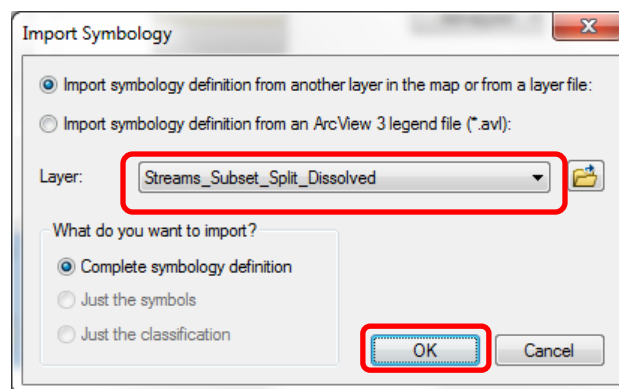 Import Symbology
Import symbology definition from another layer in the map or from a layer file:
Import symbology definition from an ArcView 3 legend file (*.avl):
Layer: Streams_Subset_Split_Dissolved
What do you want to import?
Complete symbology definition
Just the symbols
Just the classification
OK Cancel